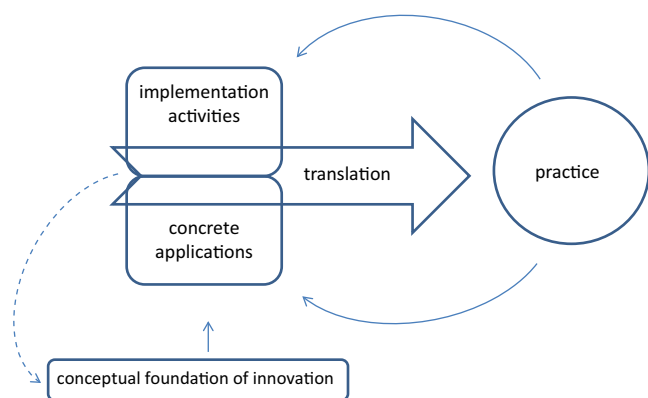 implementation
activities
translation
practice
concrete
applications
conceptual foundation of innovation